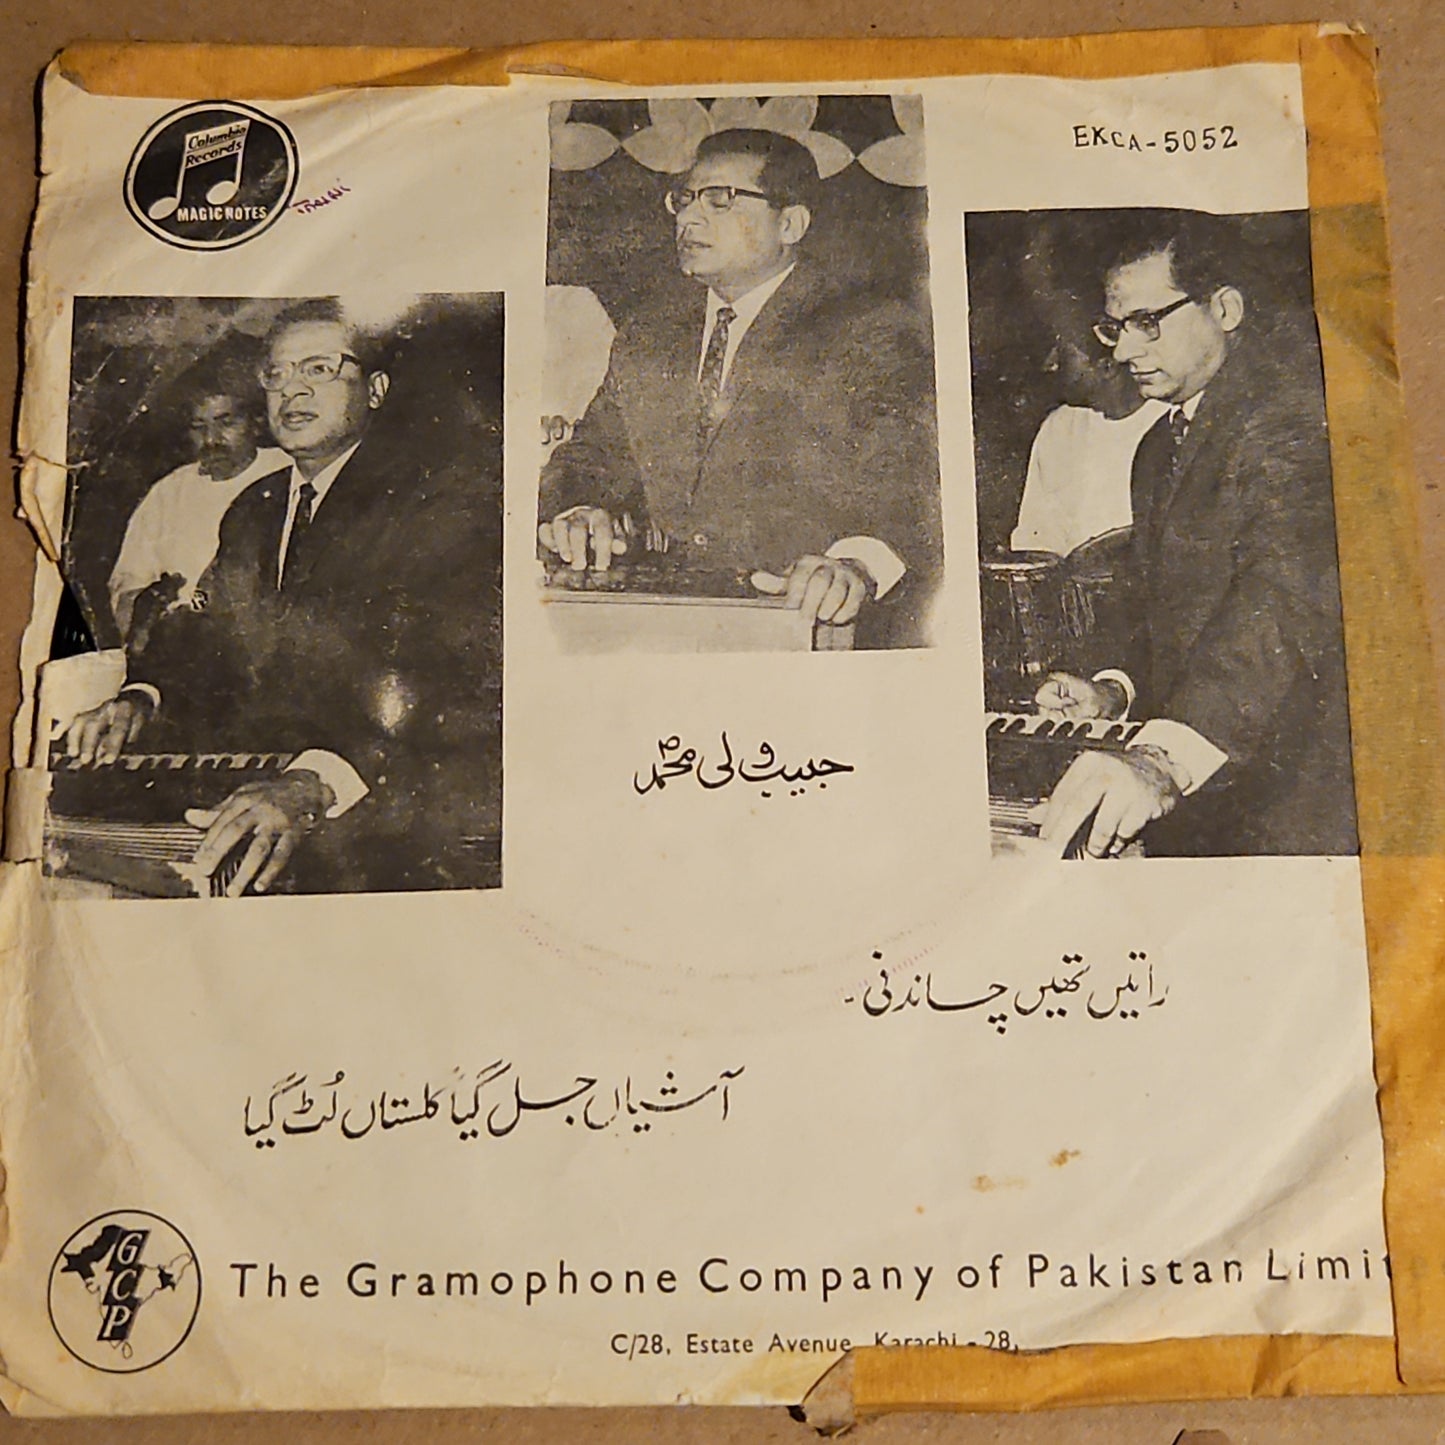 Columbia
Records
MAGIC NOTES
EKCA-5052
حبیب ولی محمد
راتیں تھیں چاندنی -
آشیاں جل گیا گلستاں لُٹ گیا
GCP
The Gramophone Company of Pakistan Limit
C/28, Estate Avenue Karachi - 28,